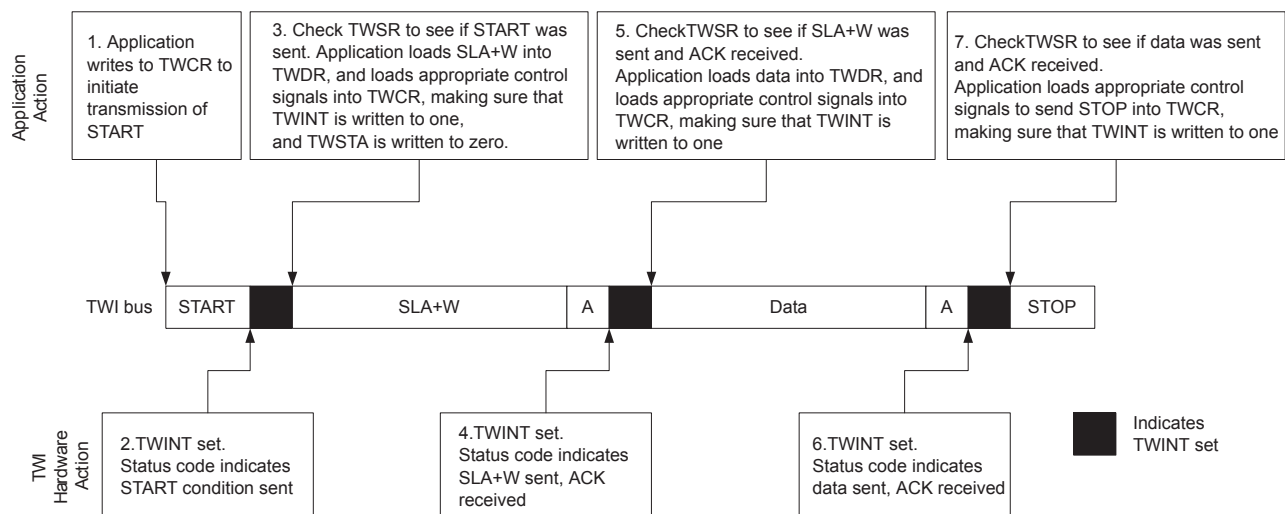 Application
Action
1. Application
writes to TWCR to
initiate
transmission of
START
3. Check TWSR to see if START was
sent. Application loads SLA+W into
TWDR, and loads appropriate control
signals into TWCR, making sure that
TWINT is written to one,
and TWSTA is written to zero.
5. CheckTWSR to see if SLA+W was
sent and ACK received.
Application loads data into TWDR, and
loads appropriate control signals into
TWCR, making sure that TWINT is
written to one
7. CheckTWSR to see if data was sent
and ACK received.
Application loads appropriate control
signals to send STOP into TWCR,
making sure that TWINT is written to one
TWI bus
START
SLA+W
A
Data
A
STOP
TWI
Hardware
Action
2.TWINT set.
Status code indicates
START condition sent
4.TWINT set.
Status code indicates
SLA+W sent, ACK
received
6.TWINT set.
Status code indicates
data sent, ACK received
Indicates
TWINT set